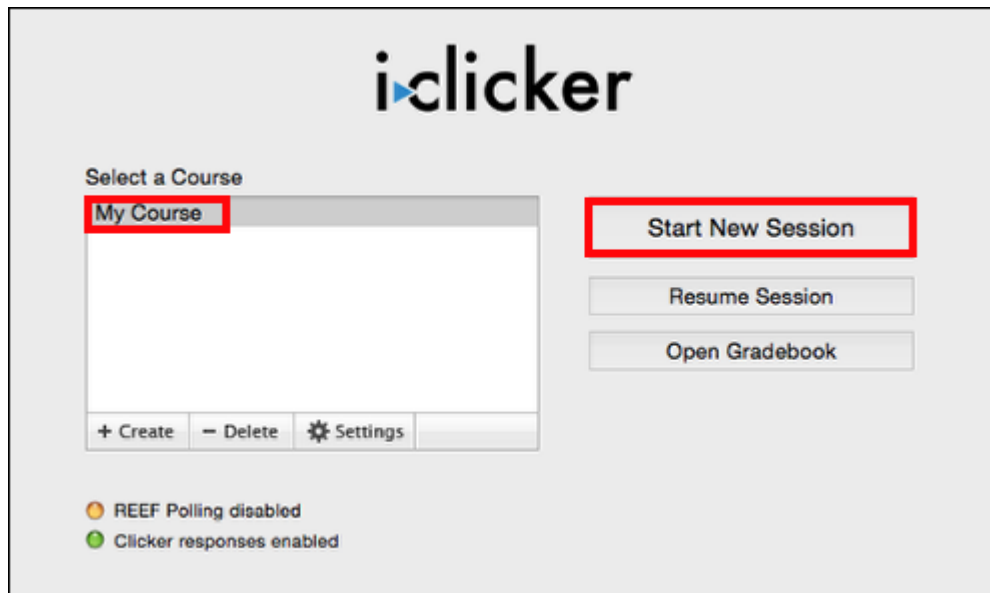 i clicker
Select a Course
My Course
Start New Session
Resume Session
Open Gradebook
+ Create
− Delete
Settings
REEF Polling disabled
Clicker responses enabled